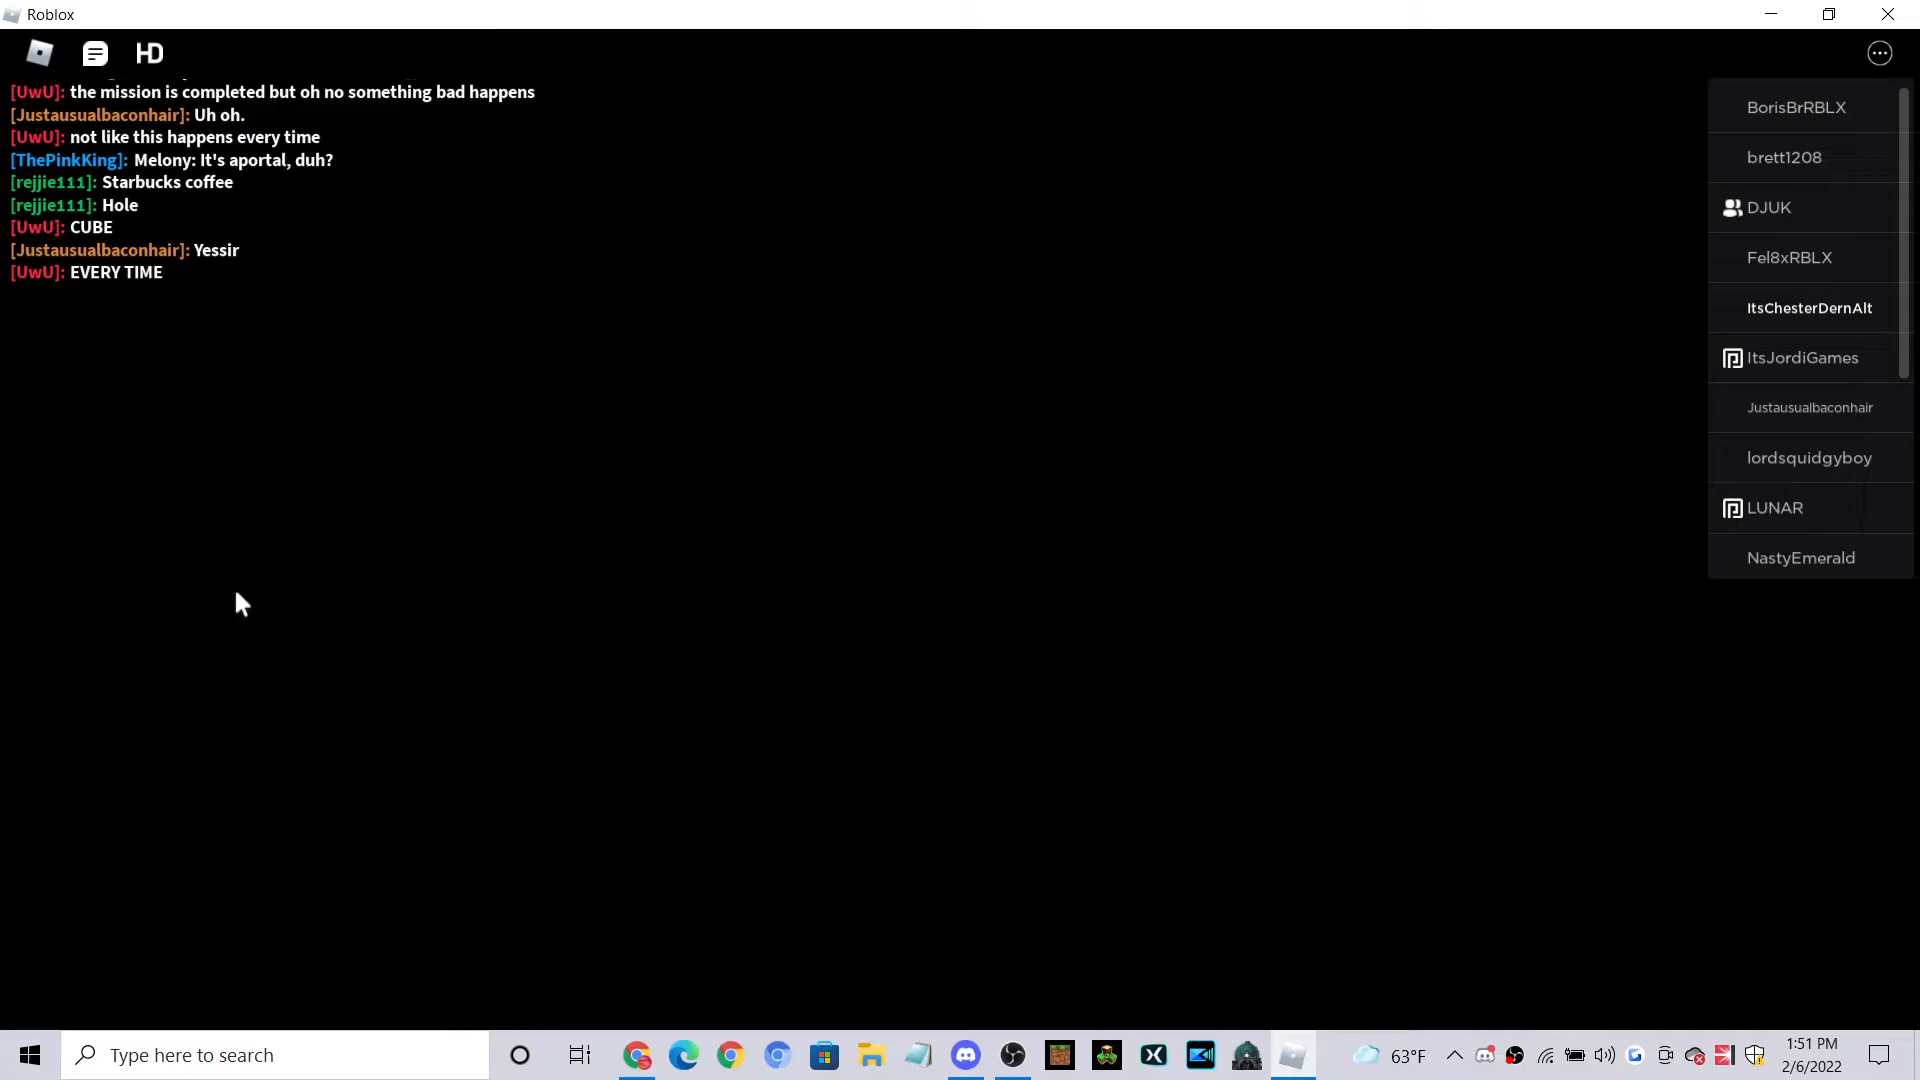 Roblox
HD
[UwU]: the mission is completed but oh no something bad happens
[Justausualbaconhair]: Uh oh.
[UwU]: not like this happens every time
[ThePinkKing]: Melony: It's aportal, duh?
[rejjie111]: Starbucks coffee
[rejjie111]: Hole
[UwU]: CUBE
[Justausualbaconhair]: Yessir
[UwU]: EVERY TIME
BorisBrRBLX
brett1208
DJUK
Fel8xRBLX
ItsChesterDernAlt
ItsJordiGames
Justausualbaconhair
lordsquidgyboy
LUNAR
NastyEmerald
Type here to search
63°F
1:51 PM
2/6/2022